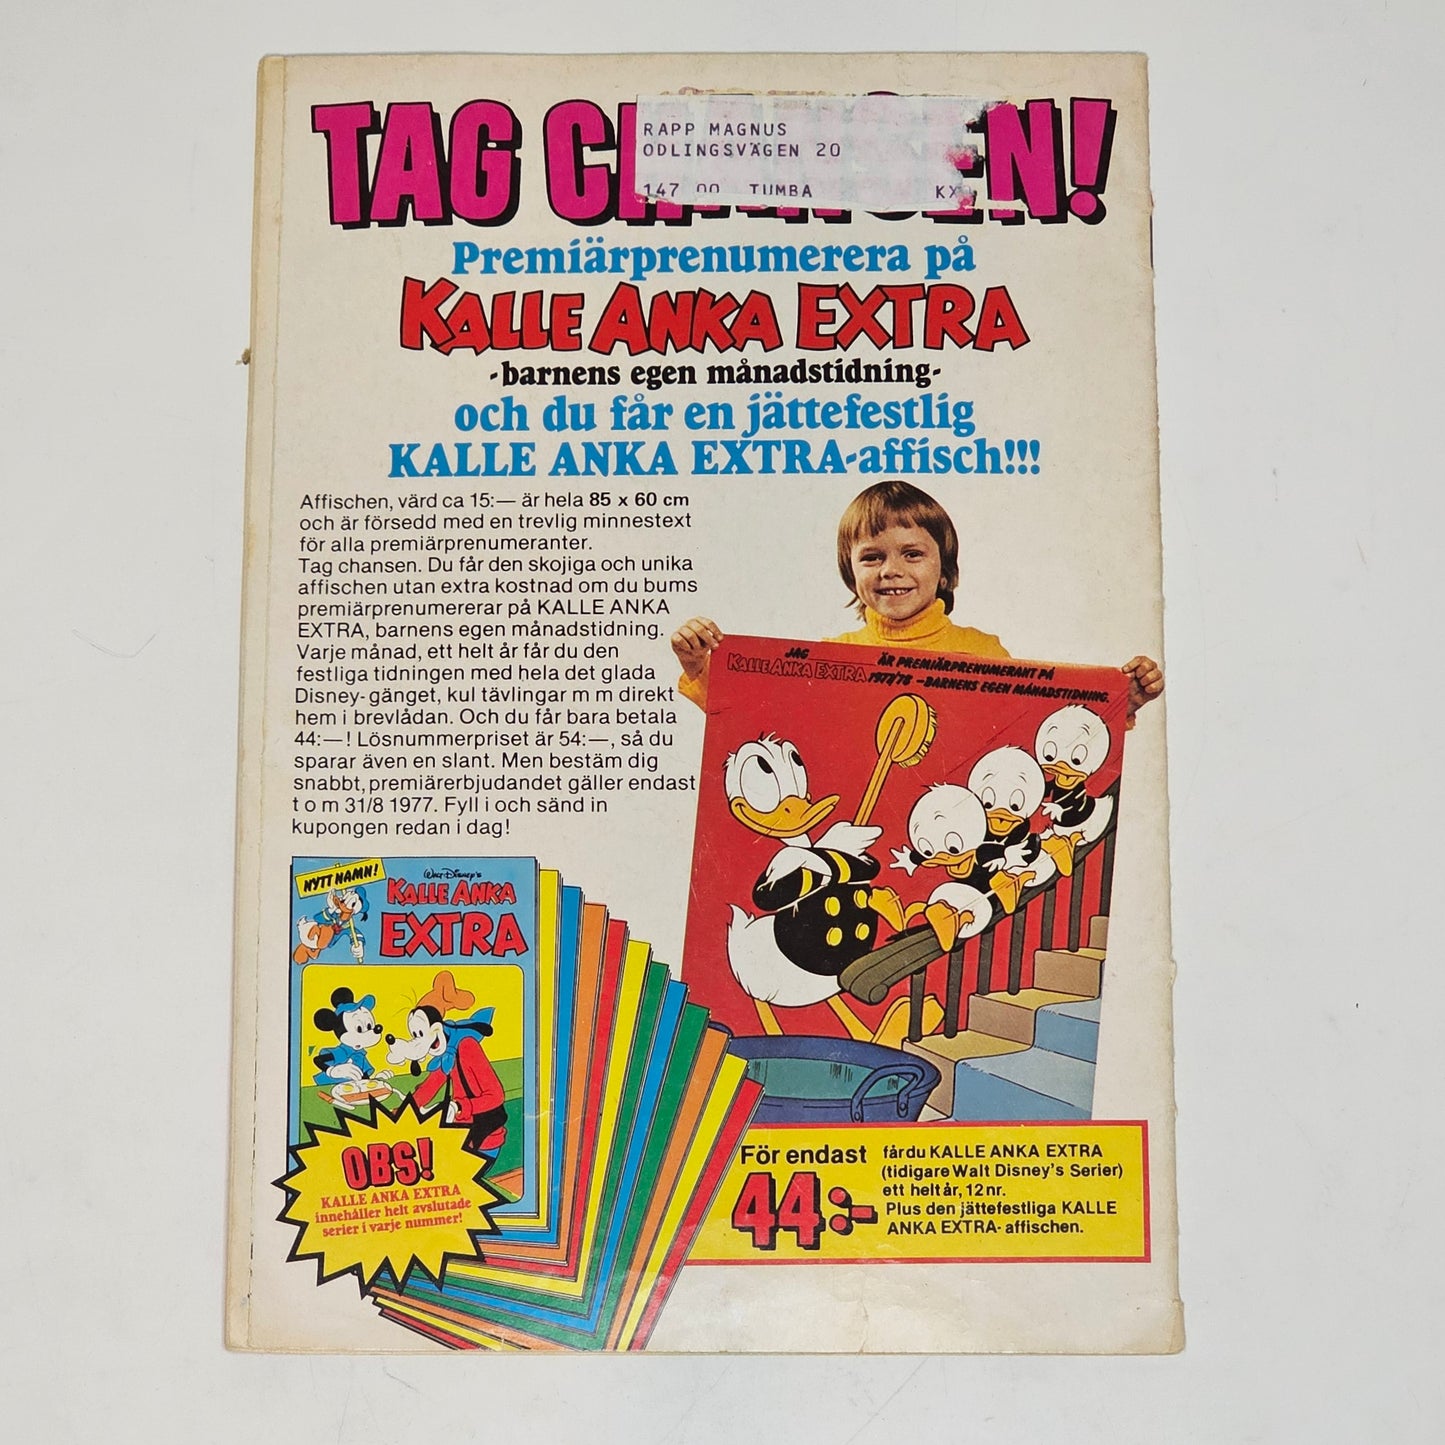 TAG CHANSEN!
RAPP MAGNUS
ODLINGSVÄGEN 20
147 00 TUMBA KX
Premiärprenumerera på
KALLE ANKA EXTRA
-barnens egen månadstidning-
och du får en jättefestlig
KALLE ANKA EXTRA-affisch!!!
Affischen, värd ca 15:— är hela 85 x 60 cm
och är försedd med en trevlig minnestext
för alla premiärprenumeranter.
Tag chansen. Du får den skojiga och unika
affischen utan extra kostnad om du bums
premiärprenumererar på KALLE ANKA
EXTRA, barnens egen månadstidning.
Varje månad, ett helt år får du den
festliga tidningen med hela det glada
Disney-gänget, kul tävlingar m m direkt
hem i brevlådan. Och du får bara betala
44:—! Lösnummerpriset är 54:—, så du
sparar även en slant. Men bestäm dig
snabbt, premiärerbjudandet gäller endast
t o m 31/8 1977. Fyll i och sänd in
kupongen redan i dag!
JAG ÄR PREMIÄRPRENUMERANT PÅ
KALLE ANKA EXTRA 1977/78 -BARNENS EGEN MÅNADSTIDNING.
NYTT NAMN!
Walt Disney's
KALLE ANKA
EXTRA
OBS!
KALLE ANKA EXTRA
innehåller helt avslutade
serier i varje nummer!
För endast
44:-
får du KALLE ANKA EXTRA
(tidigare Walt Disney's Serier)
ett helt år, 12 nr.
Plus den jättefestliga KALLE
ANKA EXTRA-affischen.